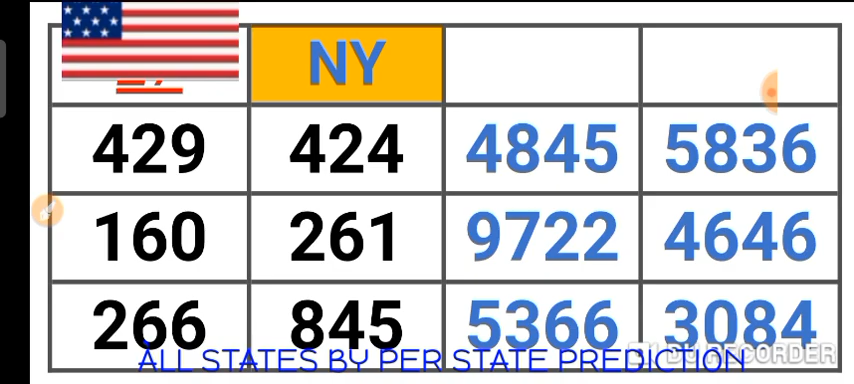 NY
429 424 4845 5836
160 261 9722 4646
266 845 5366 3084
ALL STATES BY PER STATE PREDICTION
RECORDER